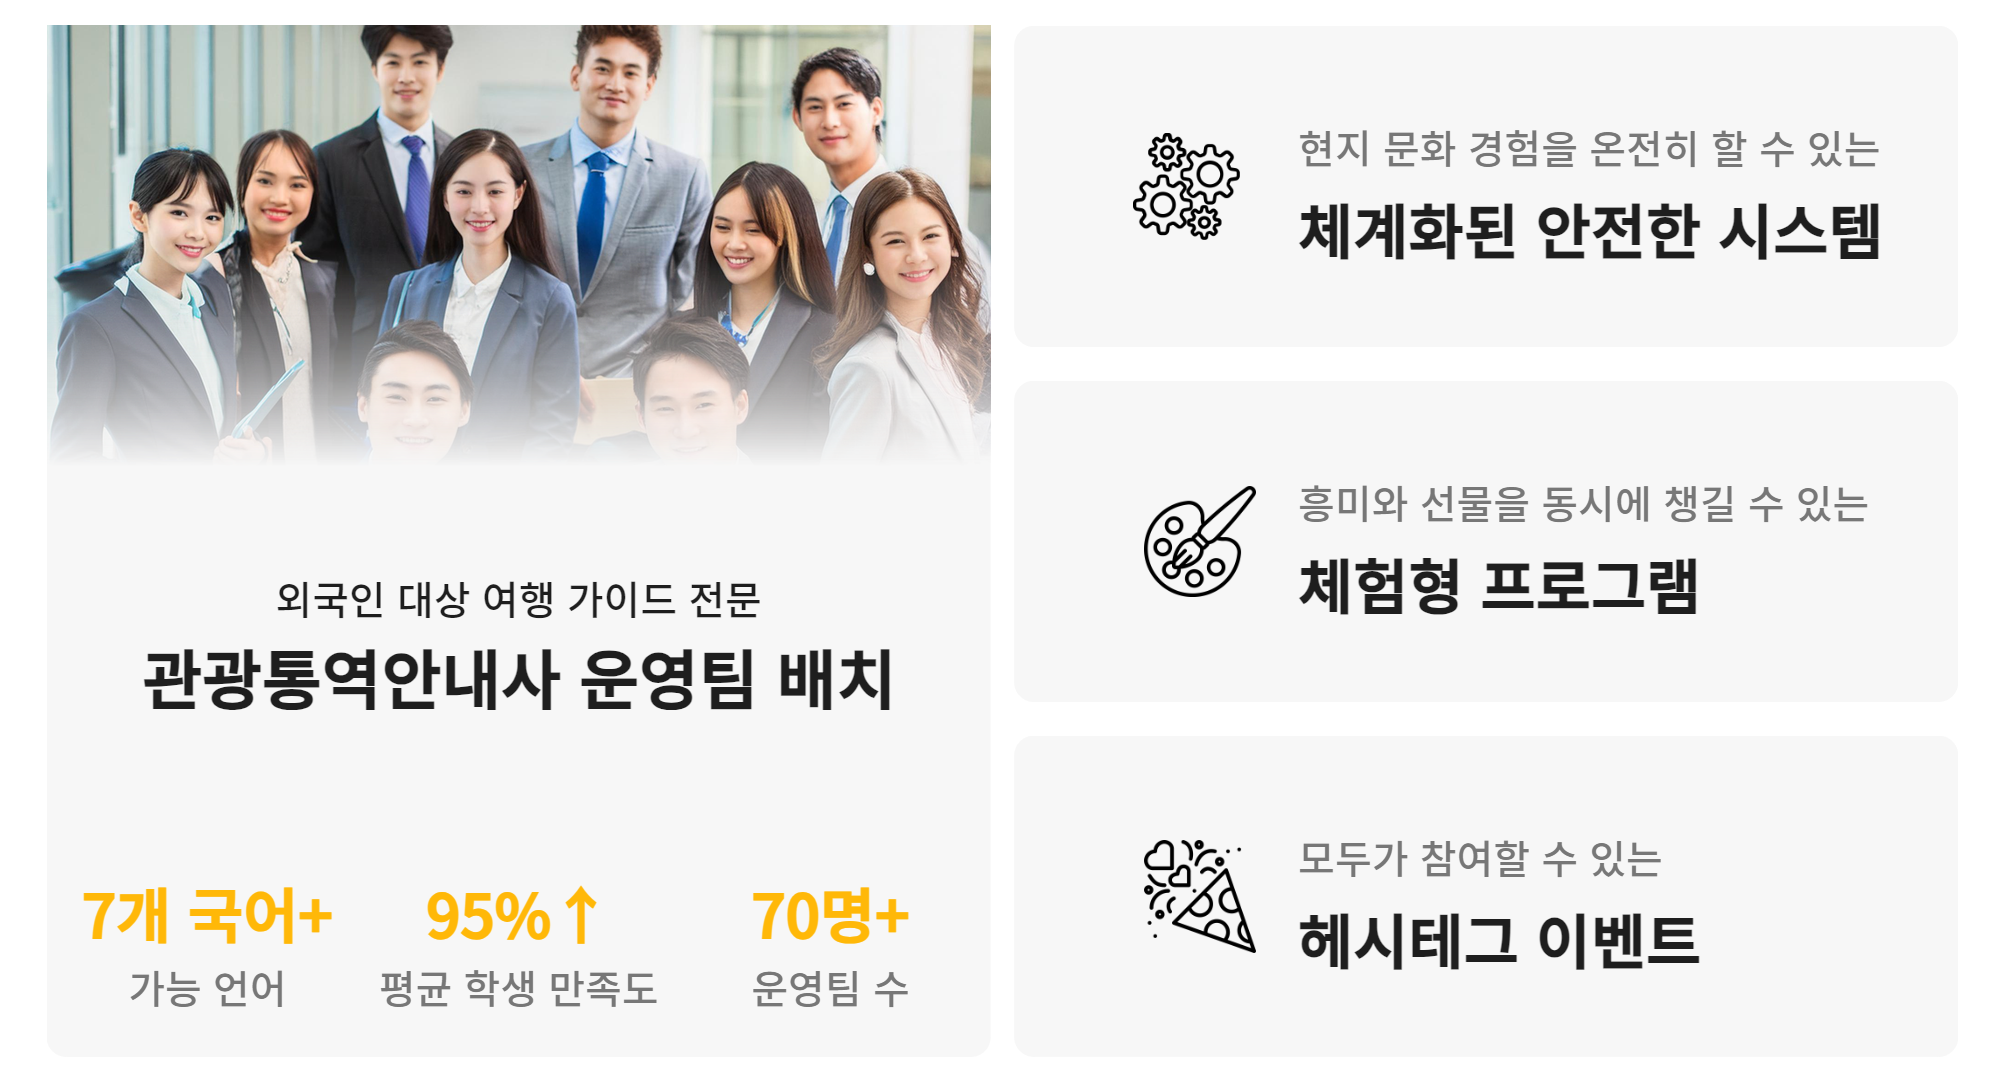 외국인 대상 여행 가이드 전문
관광통역안내사 운영팀 배치
7개 국어+
가능 언어
95%↑
평균 학생 만족도
70명+
운영팀 수
현지 문화 경험을 온전히 할 수 있는
체계화된 안전한 시스템
흥미와 선물을 동시에 챙길 수 있는
체험형 프로그램
모두가 참여할 수 있는
헤시테그 이벤트